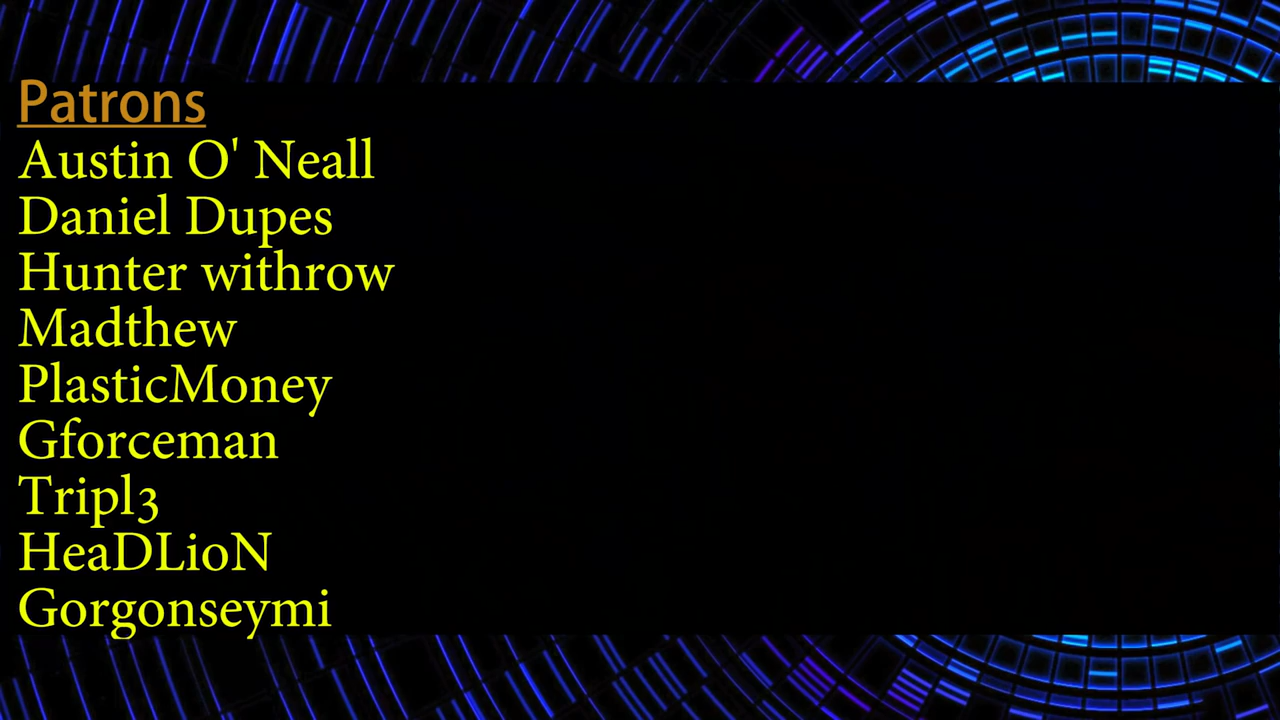 Patrons
Austin O' Neall
Daniel Dupes
Hunter withrow
Madthew
PlasticMoney
Gforceman
Tripl3
HeaDLioN
Gorgonseymi